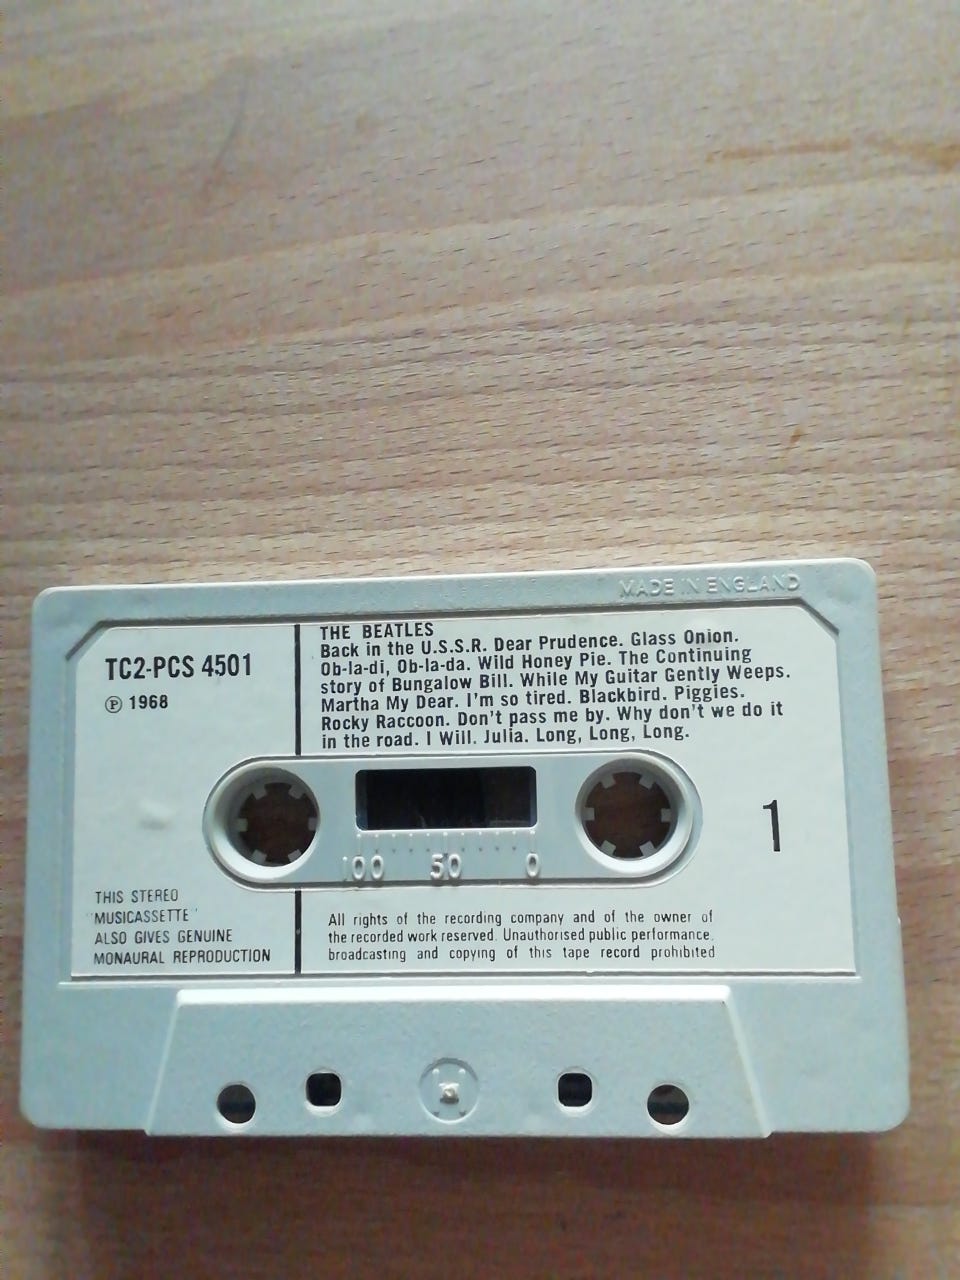 MADE IN ENGLAND
TC2-PCS 4501
℗ 1968
THE BEATLES
Back in the U.S.S.R. Dear Prudence. Glass Onion.
Ob-la-di, Ob-la-da. Wild Honey Pie. The Continuing
story of Bungalow Bill. While My Guitar Gently Weeps.
Martha My Dear. I'm so tired. Blackbird. Piggies.
Rocky Raccoon. Don't pass me by. Why don't we do it
in the road. I Will. Julia. Long, Long, Long.
1
100 50 0
THIS STEREO
"MUSICASSETTE"
ALSO GIVES GENUINE
MONAURAL REPRODUCTION
All rights of the recording company and of the owner of
the recorded work reserved. Unauthorised public performance,
broadcasting and copying of this tape record prohibited